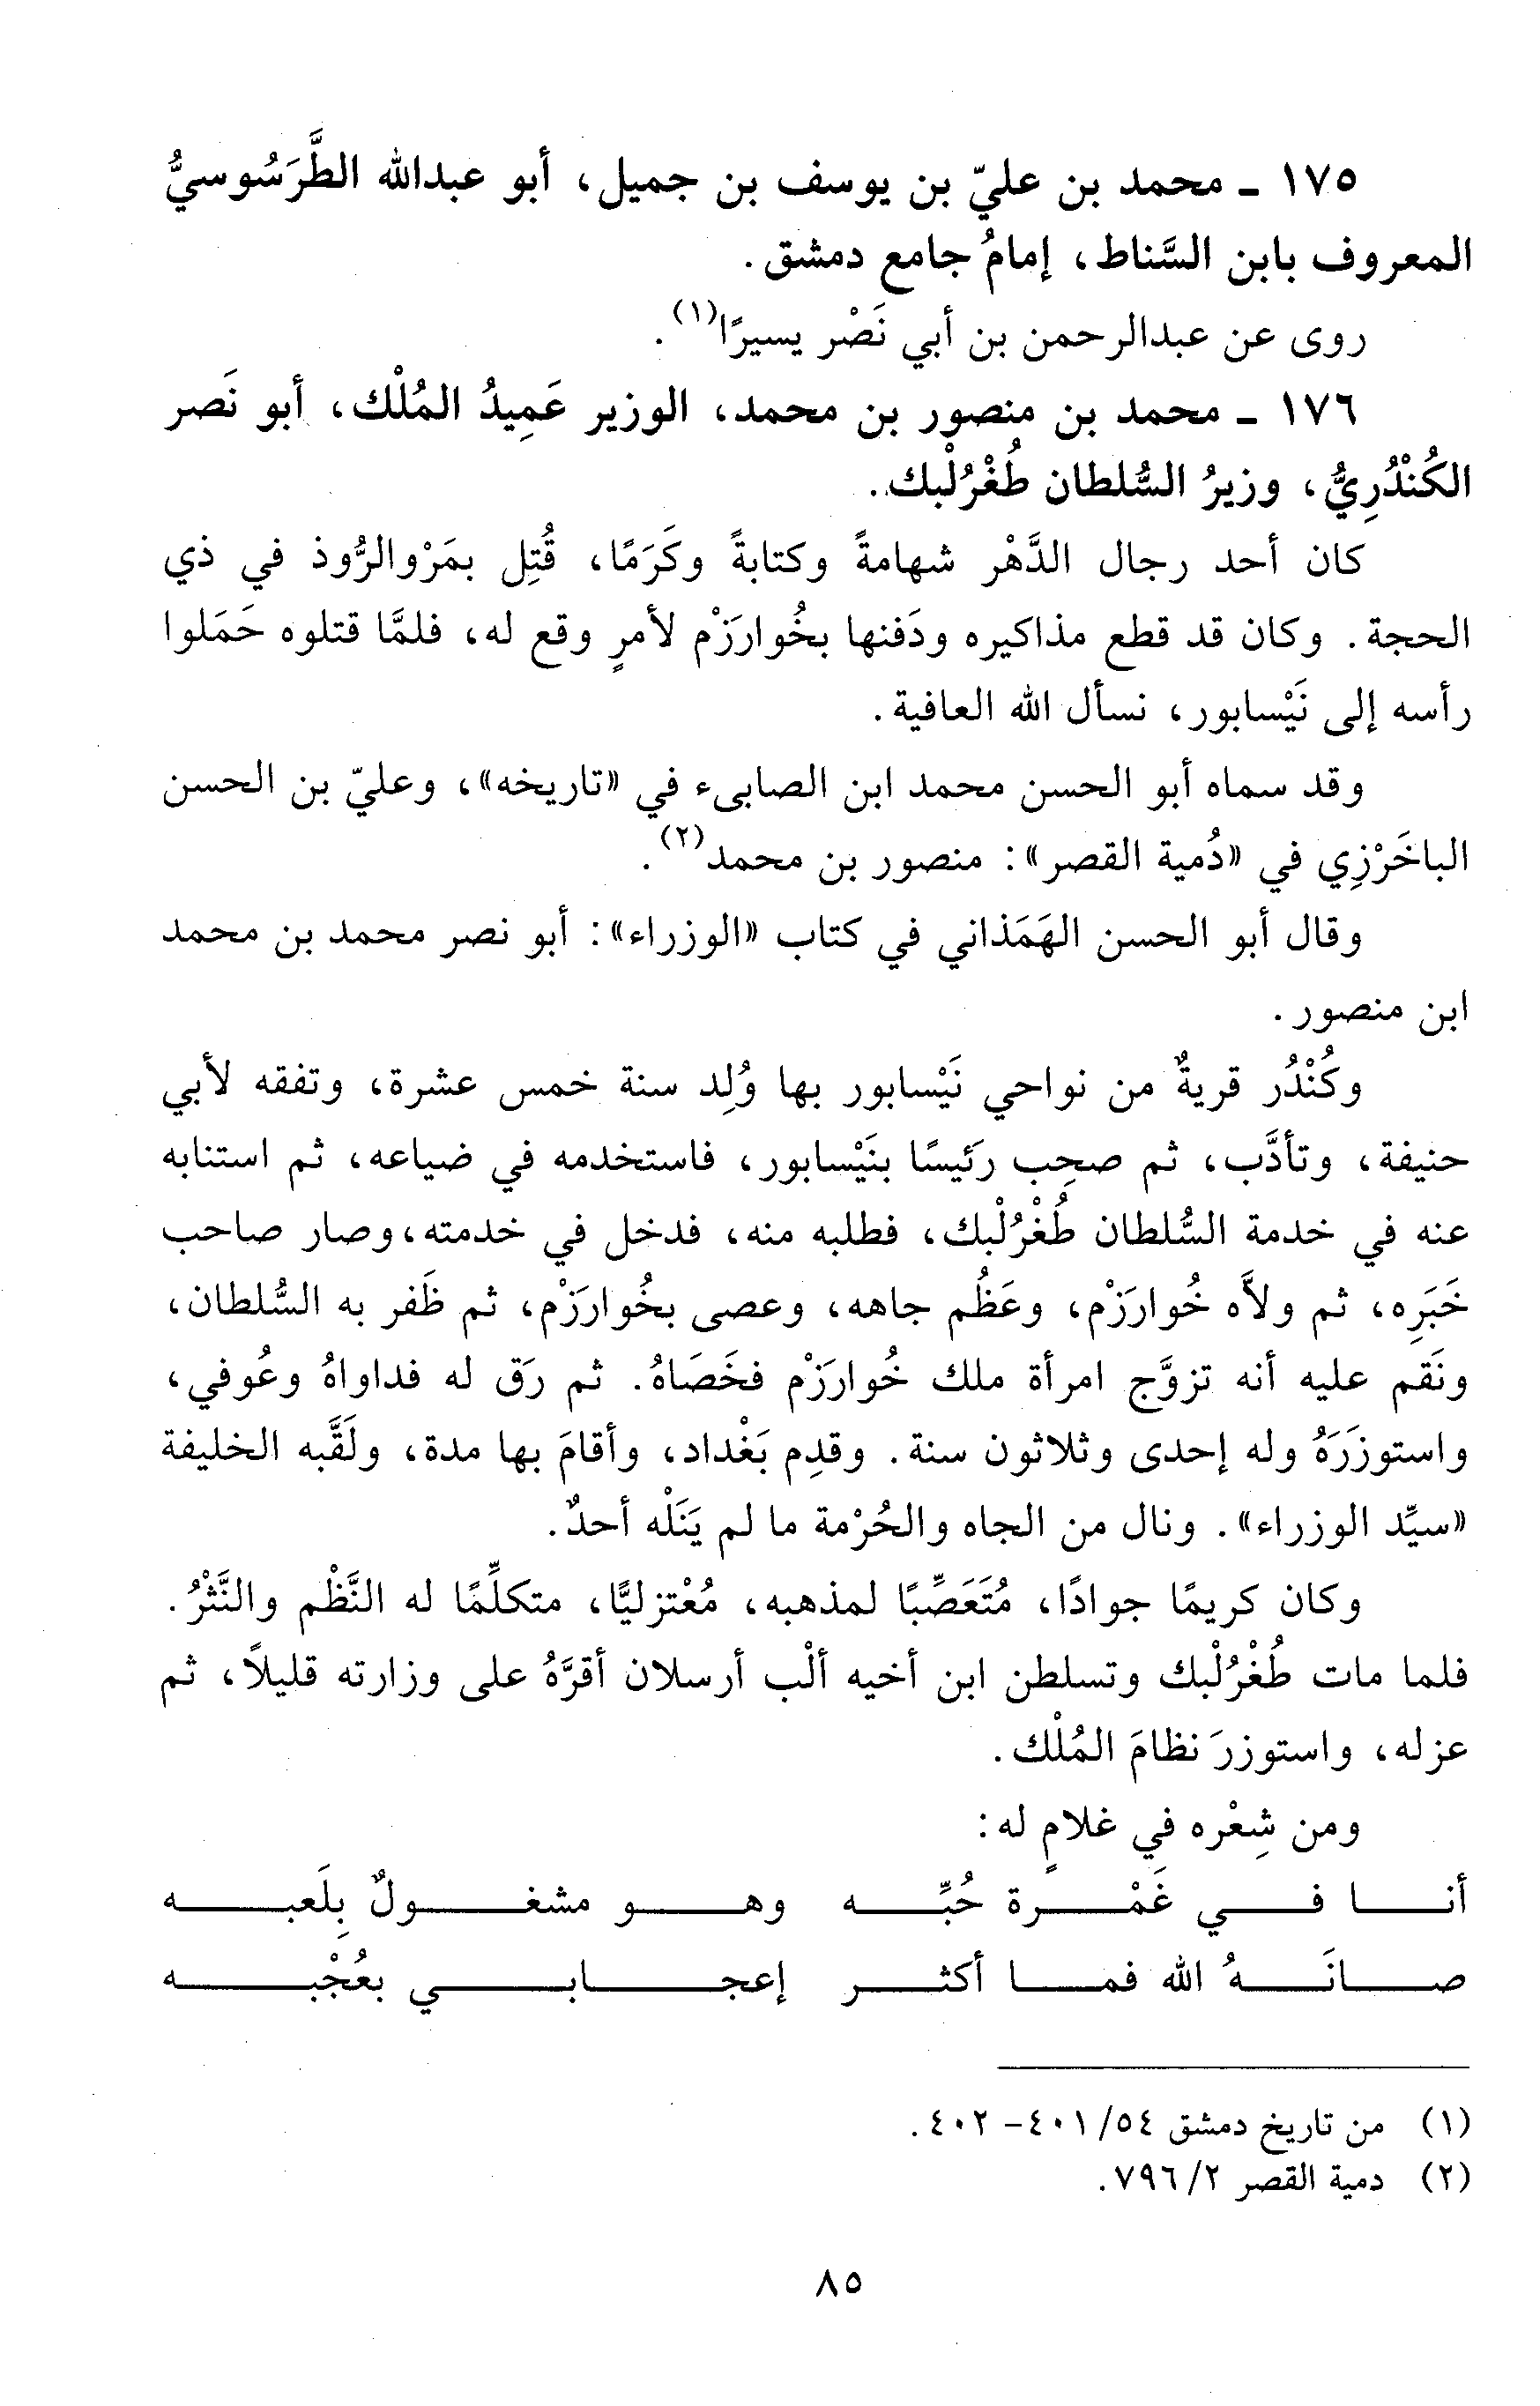 ١٧٥ ـ محمد بن عليّ بن يوسف بن جميل، أبو عبدالله الطَّرَسُوسيُّ
المعروف بابن السَّناط، إمامُ جامع دمشق.
روى عن عبدالرحمن بن أبي نَصْر يسيرًا(١).
١٧٦ ـ محمد بن منصور بن محمد، الوزير عَمِيدُ المُلْك، أبو نَصر
الكُنْدُرِيُّ، وزيرُ السُّلطان طُغْرُلْبك..
كان أحد رجال الدَّهْر شهامةً وكتابةً وكَرَمًا، قُتِل بمَرْوالرُّوذ في ذي
الحجة. وكان قد قطع مذاكيره ودَفنها بخُوارَزْم لأمرٍ وقع له، فلمَّا قتلوه حَمَلوا
رأسه إلى نَيْسابور، نسأل الله العافية.
وقد سماه أبو الحسن محمد ابن الصابىء في «تاريخه»، وعليّ بن الحسن
الباخَرْزِي في «دُمية القصر»: منصور بن محمد(٢).
وقال أبو الحسن الهَمَذاني في كتاب «الوزراء»: أبو نصر محمد بن محمد
ابن منصور.
وكُنْدُر قريةٌ من نواحي نَيْسابور بها وُلِد سنة خمس عشرة، وتفقه لأبي
حنيفة، وتأدَّب، ثم صحِب رَئيسًا بنَيْسابور، فاستخدمه في ضياعه، ثم استنابه
عنه في خدمة السُّلطان طُغْرُلْبك، فطلبه منه، فدخل في خدمته،وصار صاحب
خَبَرِه، ثم ولاَّه خُوارَزْم، وعَظُم جاهه، وعصى بخُوارَزْم، ثم ظَفر به السُّلطان،
ونَقم عليه أنه تزوَّج امرأة ملك خُوارَزْم فخَصَاهُ. ثم رَق له فداواهُ وعُوفي،
واستوزَرَهُ وله إحدى وثلاثون سنة. وقدِم بَغْداد، وأقامَ بها مدة، ولَقَّبه الخليفة
«سيِّد الوزراء». ونال من الجاه والحُرْمة ما لم يَنَلْه أحدٌ.
وكان كريمًا جوادًا، مُتَعَصِّبًا لمذهبه، مُعْتزليًّا، متكلِّمًا له النَّظْم والنَّثْرُ.
فلما مات طُغْرُلْبك وتسلطن ابن أخيه ألْب أرسلان أقرَّهُ على وزارته قليلاً، ثم
عزله، واستوزرَ نظامَ المُلْك.
ومن شِعْره في غلامٍ له:
أنـا فـي غَمْـرة حُبِّـه وهـو مشغـولٌ بِلَعبـه
صـانَـهُ الله فمـا أكثـر إعجـابـي بعُجْبـه
(١) من تاريخ دمشق ٥٤/ ٤٠١- ٤٠٢.
(٢) دمية القصر ٢/ ٧٩٦.
٨٥